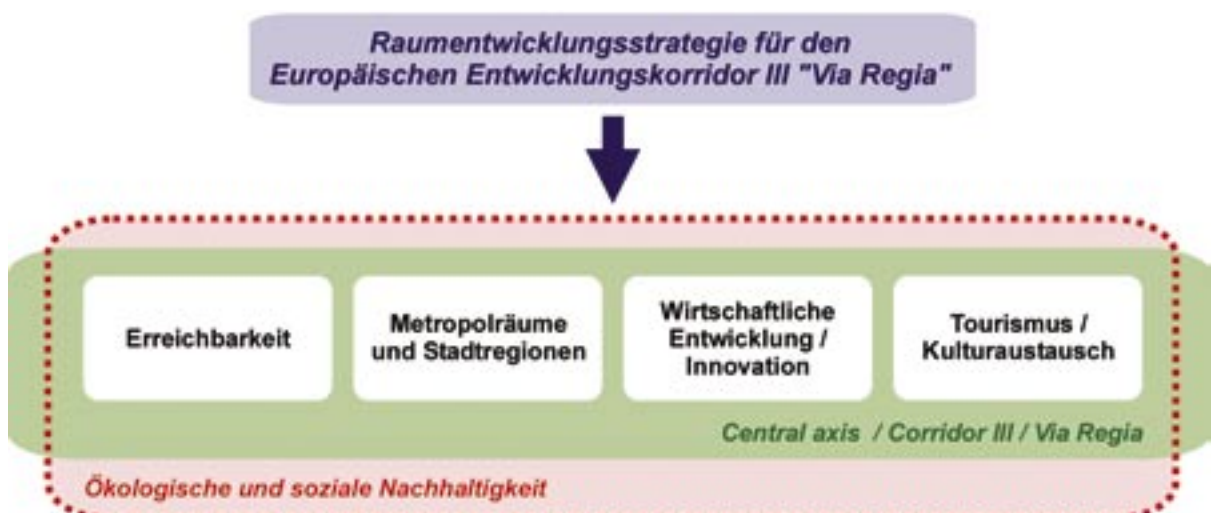 Raumentwicklungsstrategie für den
Europäischen Entwicklungskorridor III "Via Regia"
Erreichbarkeit
Metropolräume
und Stadtregionen
Wirtschaftliche
Entwicklung /
Innovation
Tourismus /
Kulturaustausch
Central axis / Corridor III / Via Regia
Ökologische und soziale Nachhaltigkeit